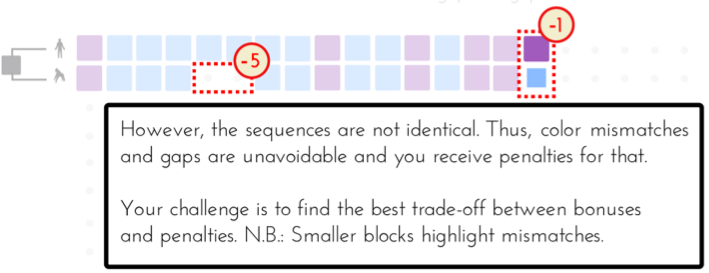 -1
-5
However, the sequences are not identical. Thus, color mismatches
and gaps are unavoidable and you receive penalties for that.
Your challenge is to find the best trade-off between bonuses
and penalties. N.B.: Smaller blocks highlight mismatches.